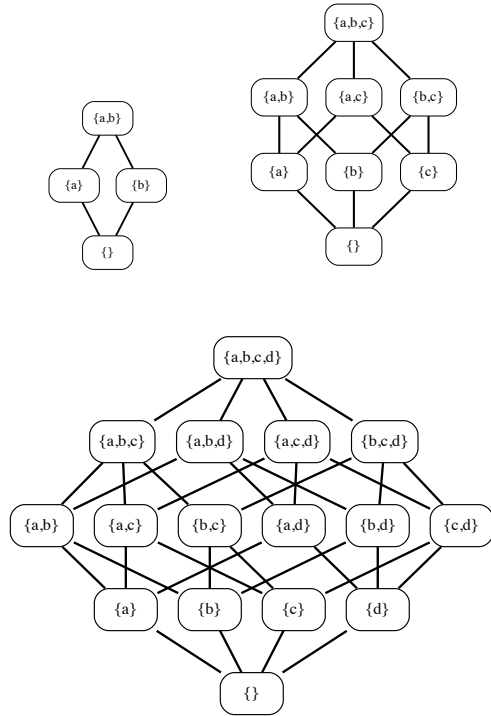 {a,b}
{a} {b}
{}
{a,b,c}
{a,b} {a,c} {b,c}
{a} {b} {c}
{}
{a,b,c,d}
{a,b,c} {a,b,d} {a,c,d} {b,c,d}
{a,b} {a,c} {b,c} {a,d} {b,d} {c,d}
{a} {b} {c} {d}
{}